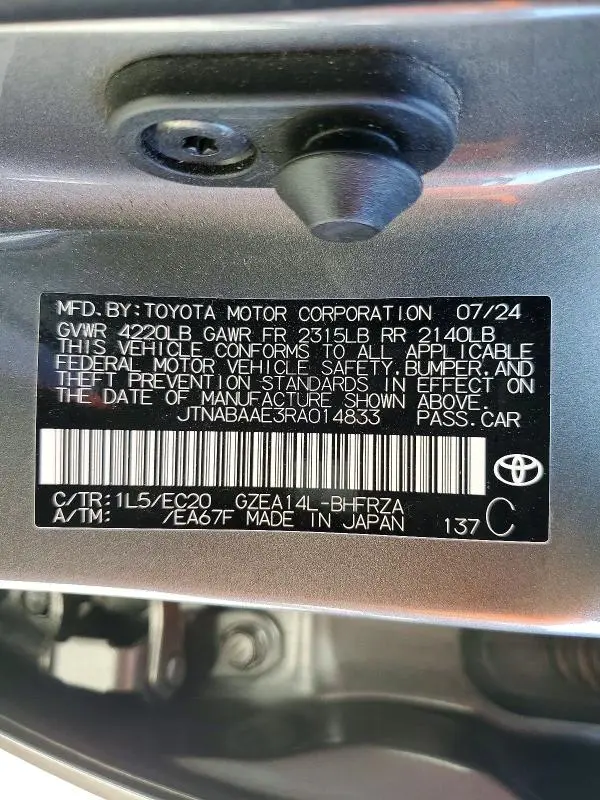 MFD. BY: TOYOTA MOTOR CORPORATION 07/24
GVWR 4220LB GAWR FR 2315LB RR 2140LB
THIS VEHICLE CONFORMS TO ALL APPLICABLE
FEDERAL MOTOR VEHICLE SAFETY, BUMPER, AND
THEFT PREVENTION STANDARDS IN EFFECT ON
THE DATE OF MANUFACTURE SHOWN ABOVE.
JTNABAAE3RA014833 PASS. CAR
C/TR: 1L5/EC20 GZEA14L-BHFRZA
A/TM: /EA67F MADE IN JAPAN 137 C